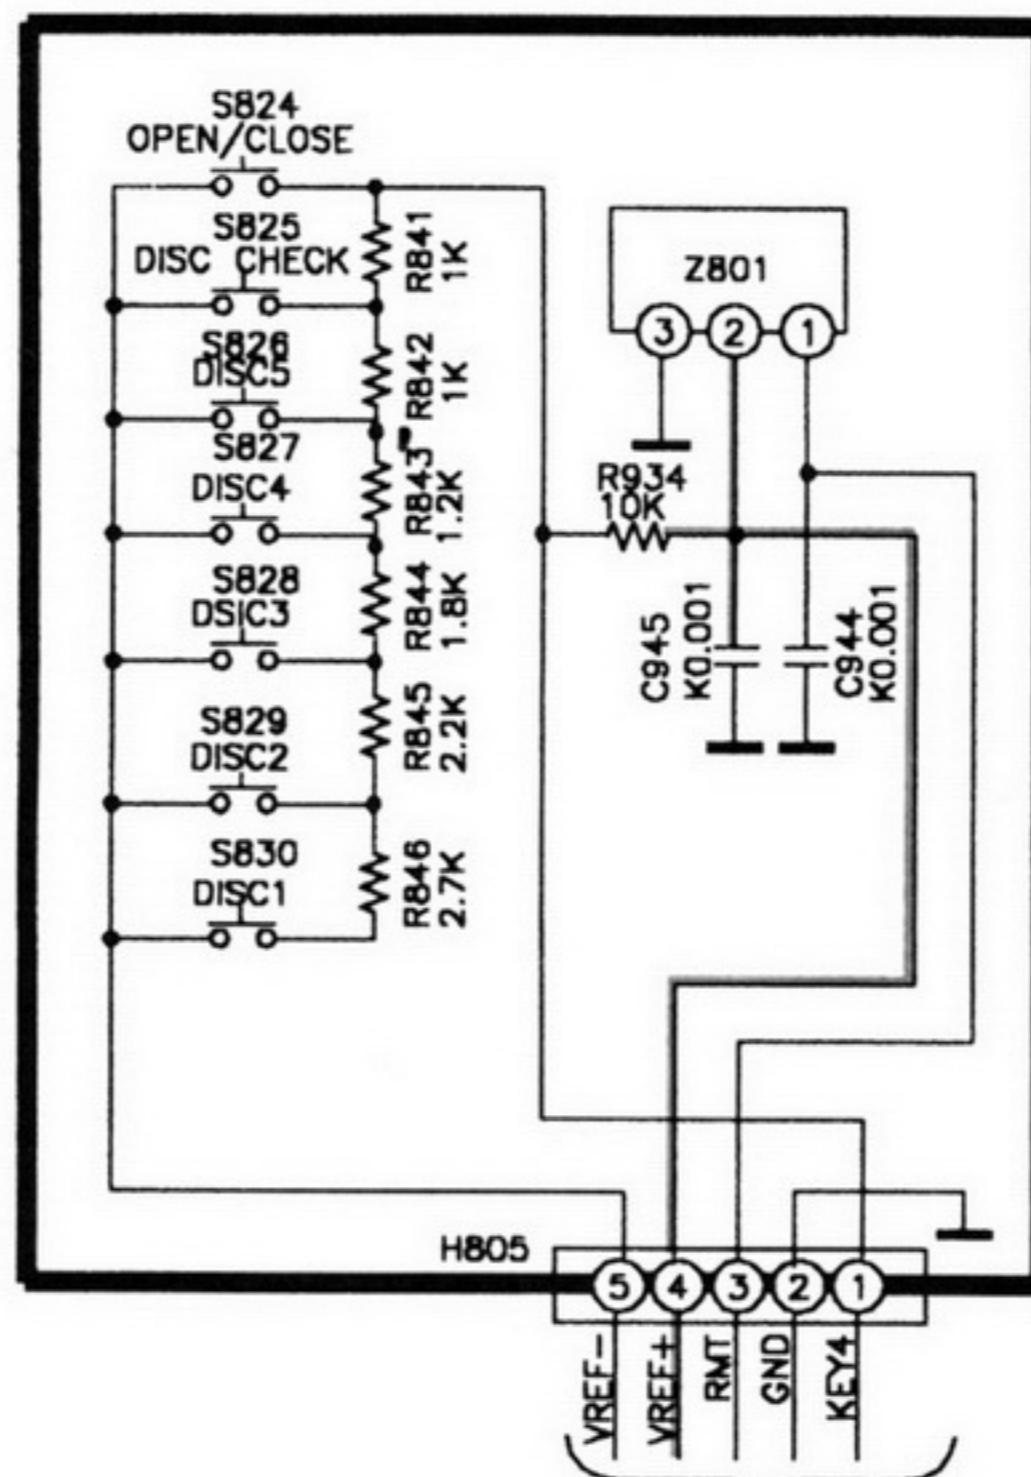 S824
OPEN/CLOSE
S825
DISC CHECK
R841
1K
S826
DISC5
R842
1K
S827
DISC4
R843
1.2K
S828
DSIC3
R844
1.8K
S829
DISC2
R845
2.2K
S830
DISC1
R846
2.7K
Z801
3 2 1
R934
10K
C945
K0.001
C944
K0.001
H805
5 4 3 2 1
VREF-
VREF+
RMT
GND
KEY4